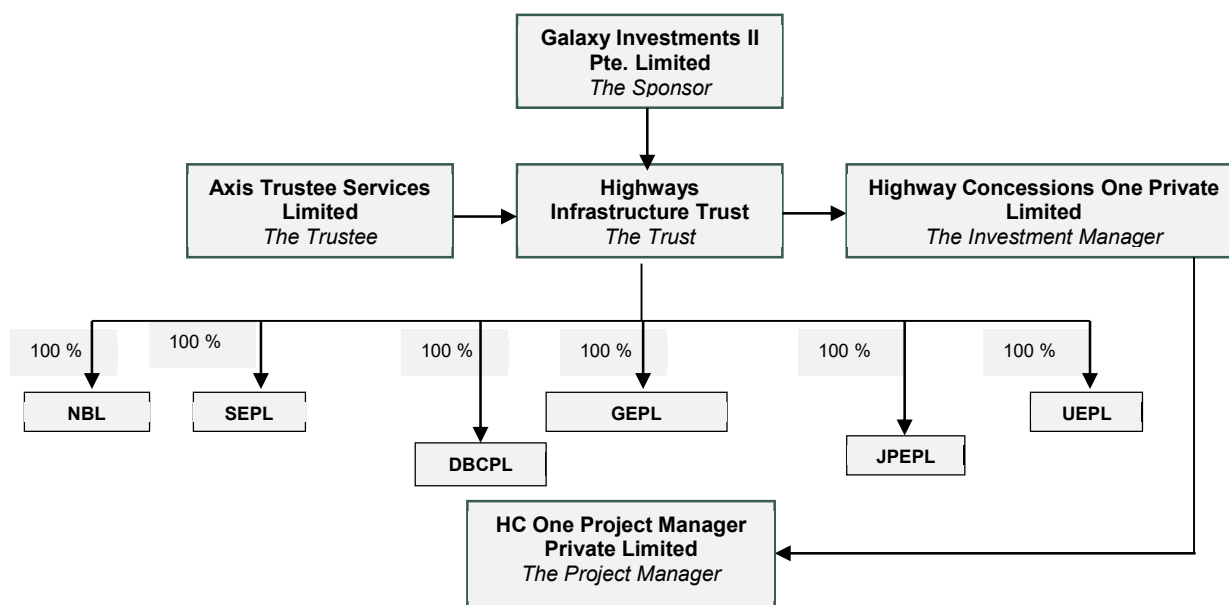 Galaxy Investments II
Pte. Limited
The Sponsor
Axis Trustee Services
Limited
The Trustee
Highways
Infrastructure Trust
The Trust
Highway Concessions One Private
Limited
The Investment Manager
100 %
100 %
100 %
100 %
100 %
100 %
NBL
SEPL
GEPL
UEPL
DBCPL
JPEPL
HC One Project Manager
Private Limited
The Project Manager